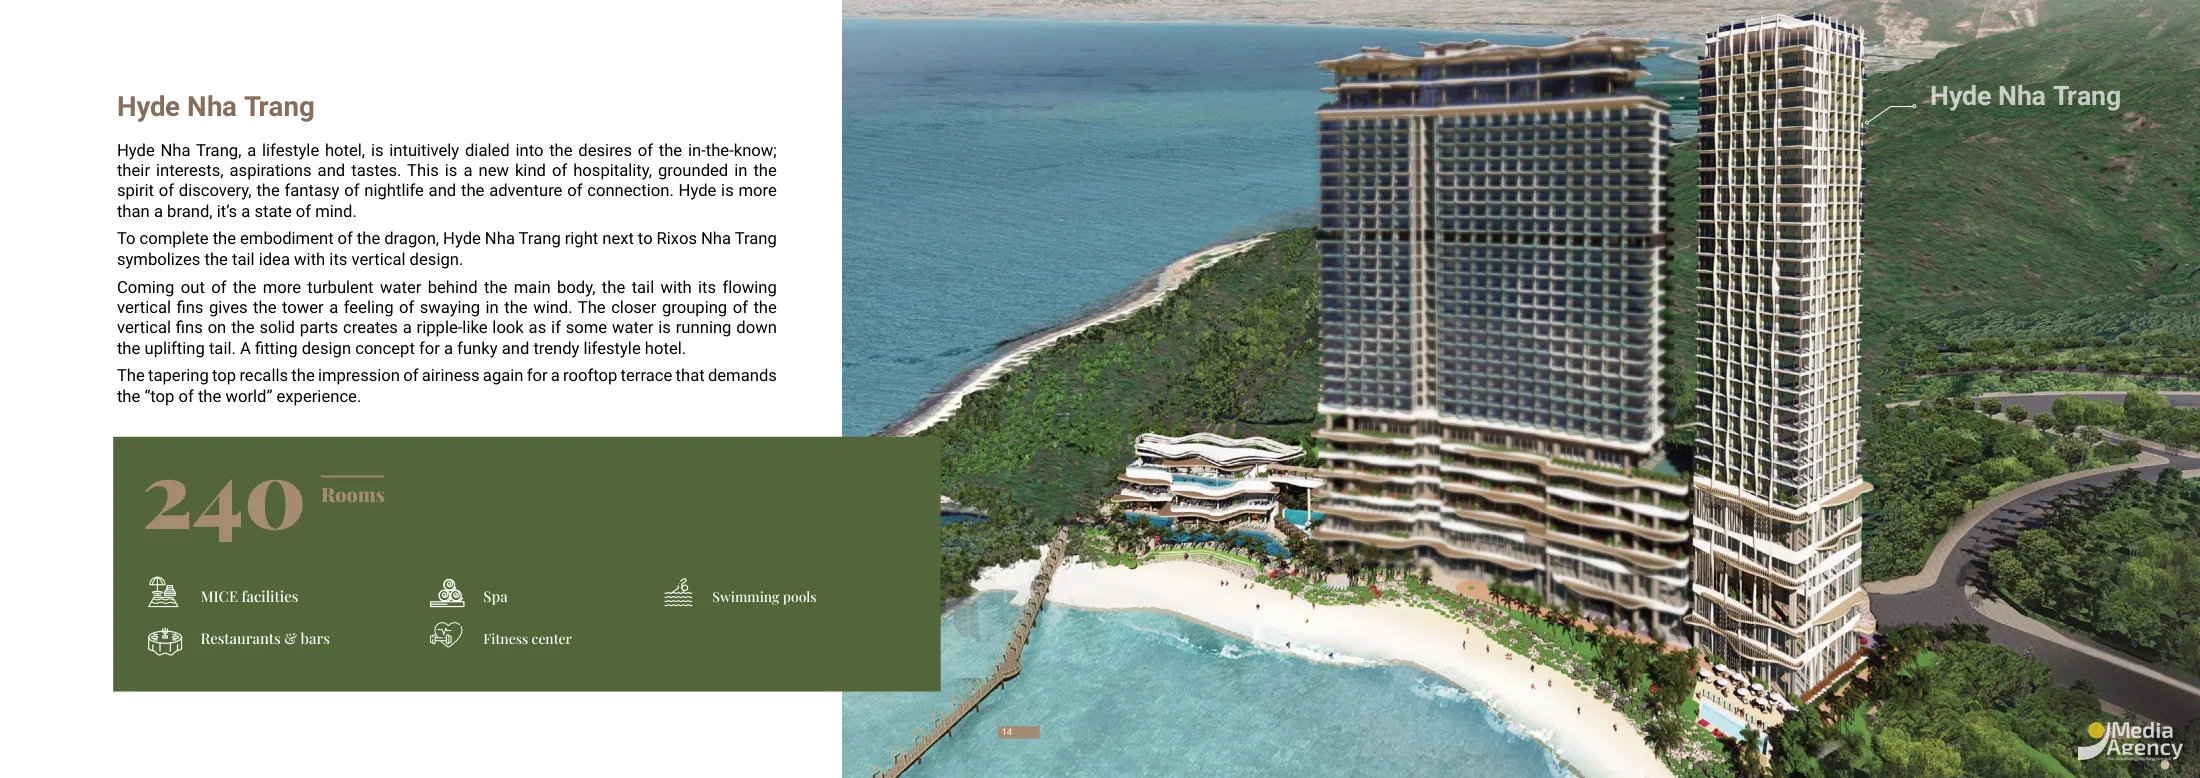 Hyde Nha Trang
Hyde Nha Trang, a lifestyle hotel, is intuitively dialed into the desires of the in-the-know;
their interests, aspirations and tastes. This is a new kind of hospitality, grounded in the
spirit of discovery, the fantasy of nightlife and the adventure of connection. Hyde is more
than a brand, it’s a state of mind.
To complete the embodiment of the dragon, Hyde Nha Trang right next to Rixos Nha Trang
symbolizes the tail idea with its vertical design.
Coming out of the more turbulent water behind the main body, the tail with its flowing
vertical fins gives the tower a feeling of swaying in the wind. The closer grouping of the
vertical fins on the solid parts creates a ripple-like look as if some water is running down
the uplifting tail. A fitting design concept for a funky and trendy lifestyle hotel.
The tapering top recalls the impression of airiness again for a rooftop terrace that demands
the “top of the world” experience.
240 Rooms
MICE facilities
Spa
Swimming pools
Restaurants & bars
Fitness center
Hyde Nha Trang
14
Media
Agency